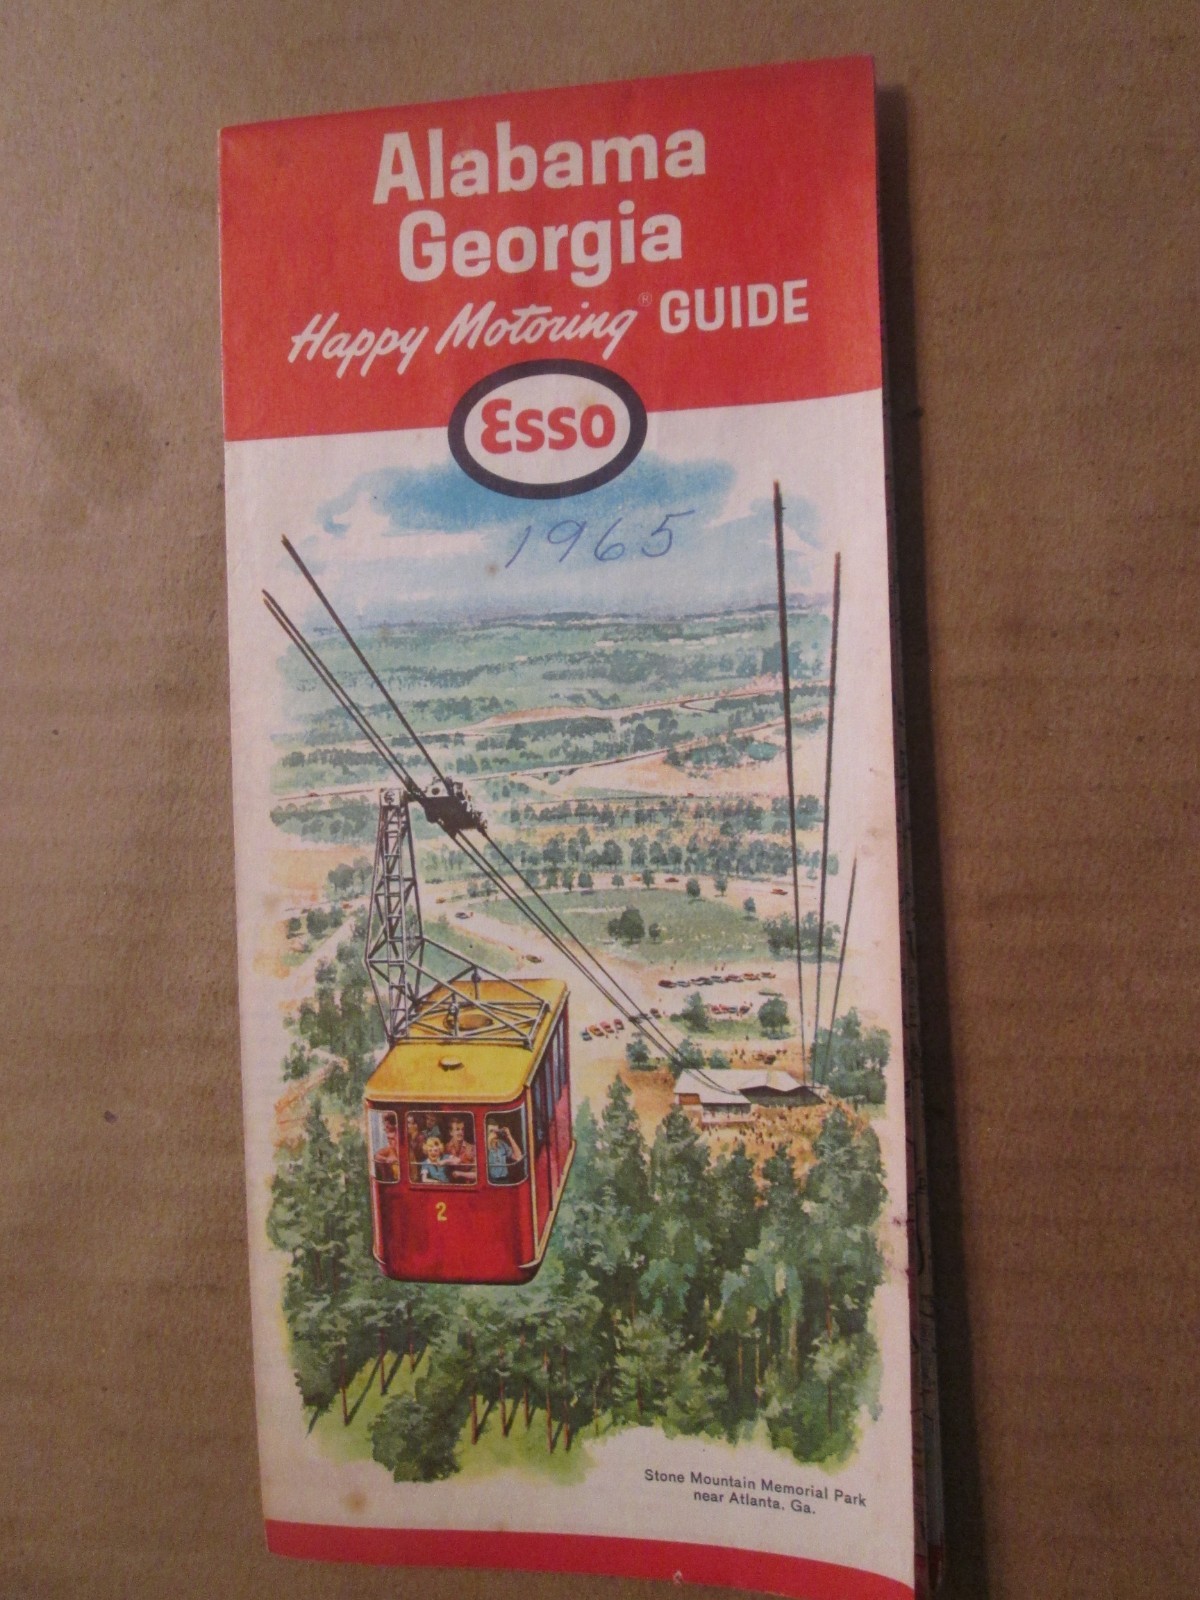 Alabama
Georgia
Happy Motoring® GUIDE
Esso
1965
2
Stone Mountain Memorial Park
near Atlanta. Ga.